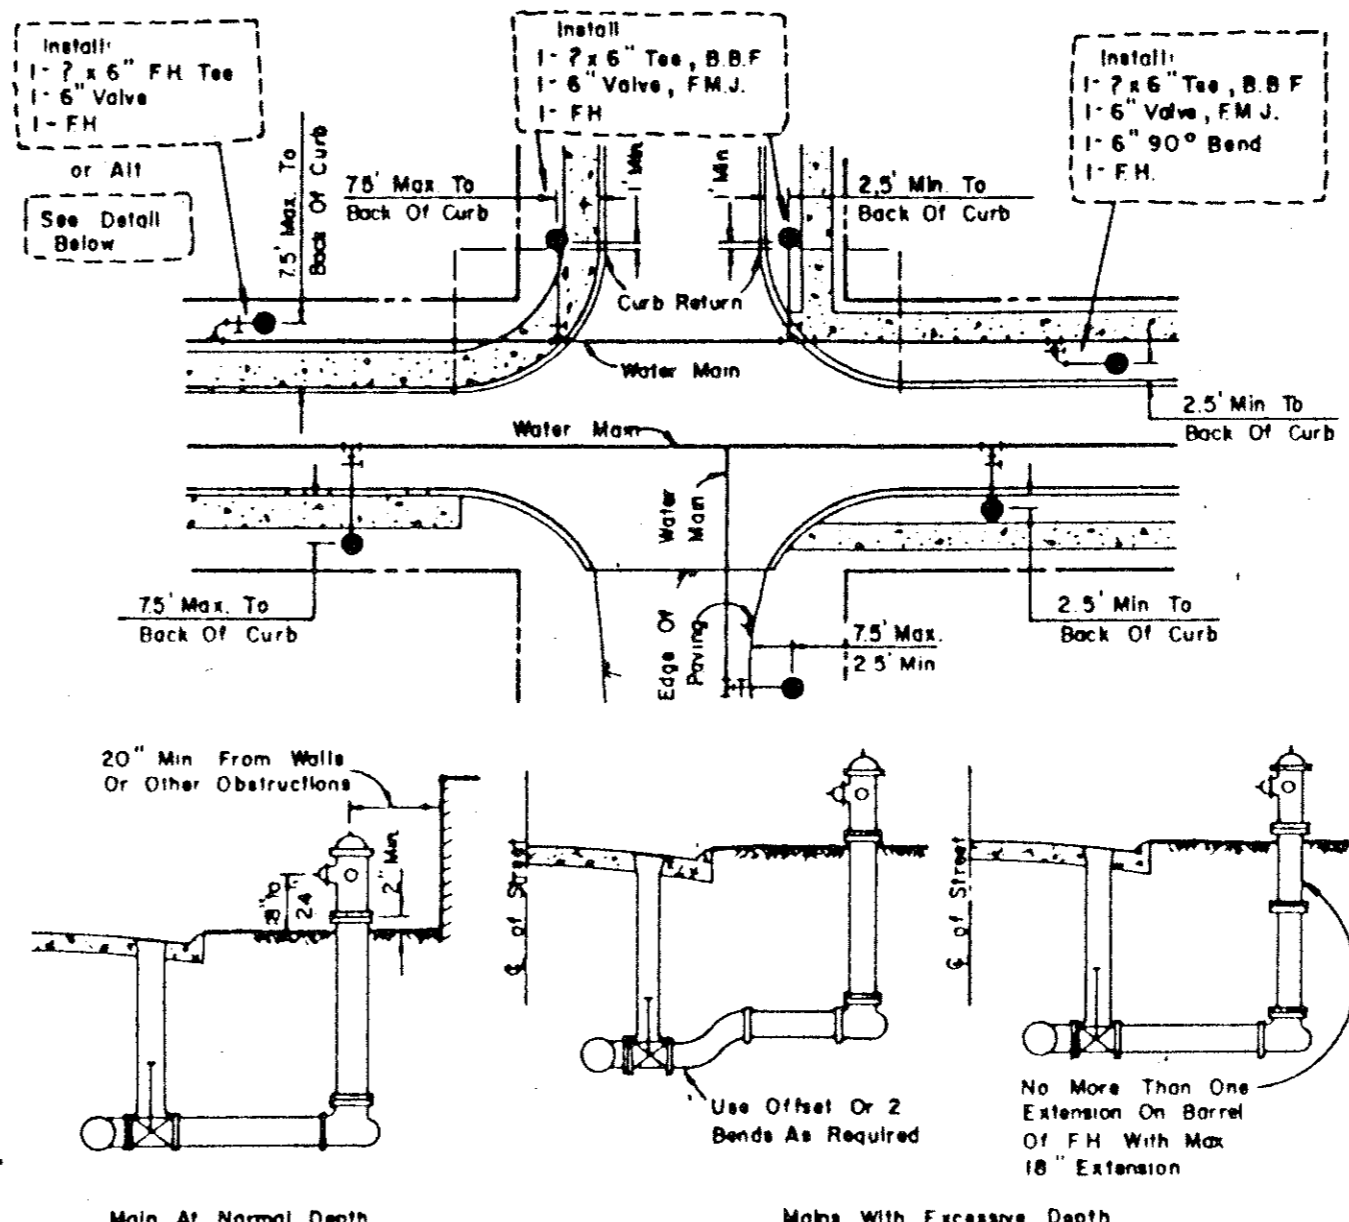 Install:
1- ? x 6" F.H. Tee
1- 6" Valve
1- F.H
or Alt
See Detail
Below
7.5' Max. To
Back Of Curb
Install
1- ? x 6" Tee, B.B.F
1- 6" Valve, F.M.J.
1- F.H
7.5' Max. To
Back Of Curb
1' Min
1' Min
2.5' Min. To
Back Of Curb
Install:
1- ? x 6" Tee, B.B F
1- 6" Valve, F.M J.
1- 6" 90° Bend
1- F.H.
Curb Return
Water Main
Water Main
2.5' Min To
Back Of Curb
Water
Main
7.5' Max. To
Back Of Curb
Edge Of
Paving
7.5' Max.
2.5' Min
2.5' Min To
Back Of Curb
20" Min From Walls
Or Other Obstructions
18" to
24"
2" Min
℄ of Street
℄ of Street
Use Offset Or 2
Bends As Required
No More Than One
Extension On Barrel
Of F H With Max
18" Extension
Main At Normal Depth
Mains With Excessive Depth